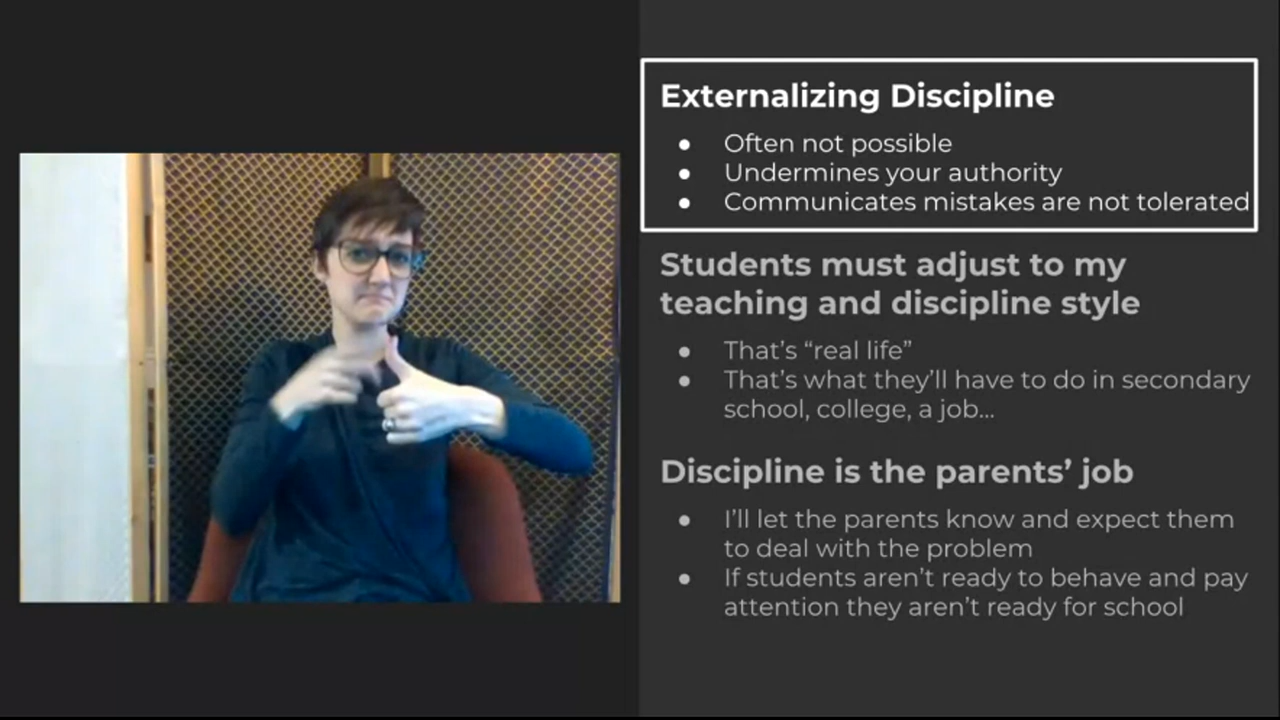 Externalizing Discipline
● Often not possible
● Undermines your authority
● Communicates mistakes are not tolerated
Students must adjust to my
teaching and discipline style
● That’s “real life”
● That’s what they’ll have to do in secondary
school, college, a job...
Discipline is the parents’ job
● I’ll let the parents know and expect them
to deal with the problem
● If students aren’t ready to behave and pay
attention they aren’t ready for school